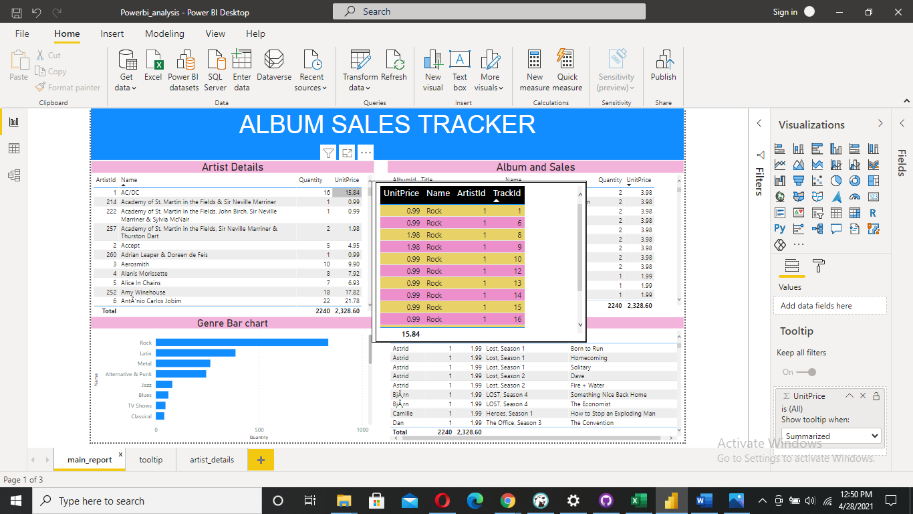 Powerbi_analysis - Power BI Desktop
Search
Sign in
File Home Insert Modeling View Help
Paste
Cut
Copy
Format painter
Get data
Excel
Power BI datasets
SQL Server
Enter data
Dataverse
Recent sources
Transform data
Refresh
New visual
Text box
More visuals
New measure
Quick measure
Sensitivity (preview)
Publish
Clipboard Data Queries Insert Calculations Sensitivity Share
ALBUM SALES TRACKER
Artist Details
ArtistId Name Quantity UnitPrice
1 AC/DC 16 15.84
214 Academy of St. Martin in the Fields & Sir Neville Marriner 1 0.99
222 Academy of St. Martin in the Fields, John Birch, Sir Neville 1 0.99
Marriner & Sylvia McNair
257 Academy of St. Martin in the Fields, Sir Neville Marriner & 2 1.98
Thurston Dart
2 Accept 5 4.95
260 Adrian Leaper & Doreen de Feis 1 0.99
3 Aerosmith 10 9.90
4 Alanis Morissette 8 7.92
5 Alice In Chains 7 6.93
252 Amy Winehouse 18 17.82
6 AntÃ´nio Carlos Jobim 22 21.78
Total 2240 2,328.60
Album and Sales
AlbumId Title Name Quantity UnitPrice
2 3.98
2 3.98
2 3.98
2 3.98
2 3.98
2 3.98
2 3.98
2 3.98
1 1.99
1 1.99
1 1.99
2240 2,328.60
UnitPrice Name ArtistId TrackId
0.99 Rock 1 1
0.99 Rock 1 6
1.98 Rock 1 8
1.98 Rock 1 9
0.99 Rock 1 10
0.99 Rock 1 12
0.99 Rock 1 13
0.99 Rock 1 14
0.99 Rock 1 15
0.99 Rock 1 16
15.84
Genre Bar chart
Name
Rock
Latin
Metal
Alternative & Punk
Jazz
Blues
TV Shows
Classical
0 500 1000
Quantity
Astrid 1 1.99 Lost, Season 1 Born to Run
Astrid 1 1.99 Lost, Season 1 Homecoming
Astrid 1 1.99 Lost, Season 1 Solitary
Astrid 1 1.99 Lost, Season 2 Dave
Astrid 1 1.99 Lost, Season 2 Fire + Water
BjÃ¸rn 1 1.99 LOST, Season 4 Something Nice Back Home
BjÃ¸rn 1 1.99 LOST, Season 4 The Economist
Camille 1 1.99 Heroes, Season 1 How to Stop an Exploding Man
Dan 1 1.99 The Office, Season 3 The Convention
Total 2240 2,328.60
Filters
Visualizations
Fields
R
Py
Values
Add data fields here
Tooltip
Keep all filters
On
Σ UnitPrice
is (All)
Show tooltip when:
Summarized
Activate Windows
Go to Settings to activate Windows.
main_report tooltip artist_details
Page 1 of 3
Type here to search
12:50 PM
4/28/2021